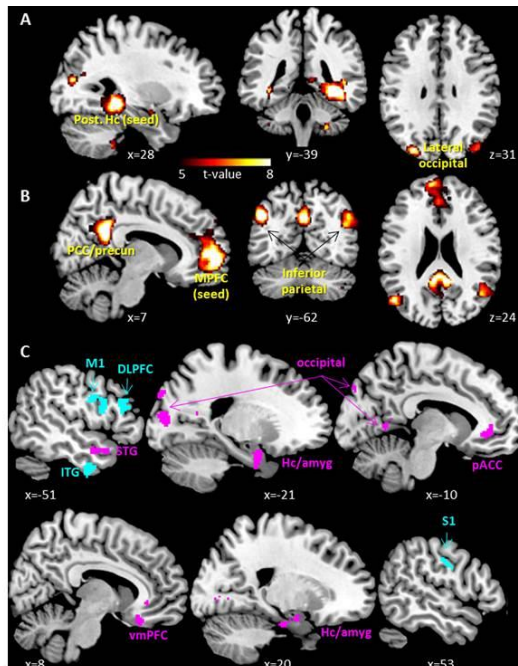 A
Post. Hc (seed)
Lateral
occipital
x=28
y=-39
z=31
5
t-value
8
B
PCC/precun
MPFC
(seed)
Inferior
parietal
x=7
y=-62
z=24
C
M1
DLPFC
occipital
STG
ITG
Hc/amyg
pACC
x=-51
x=-21
x=-10
S1
vmPFC
Hc/amyg
x=8
x=20
x=53